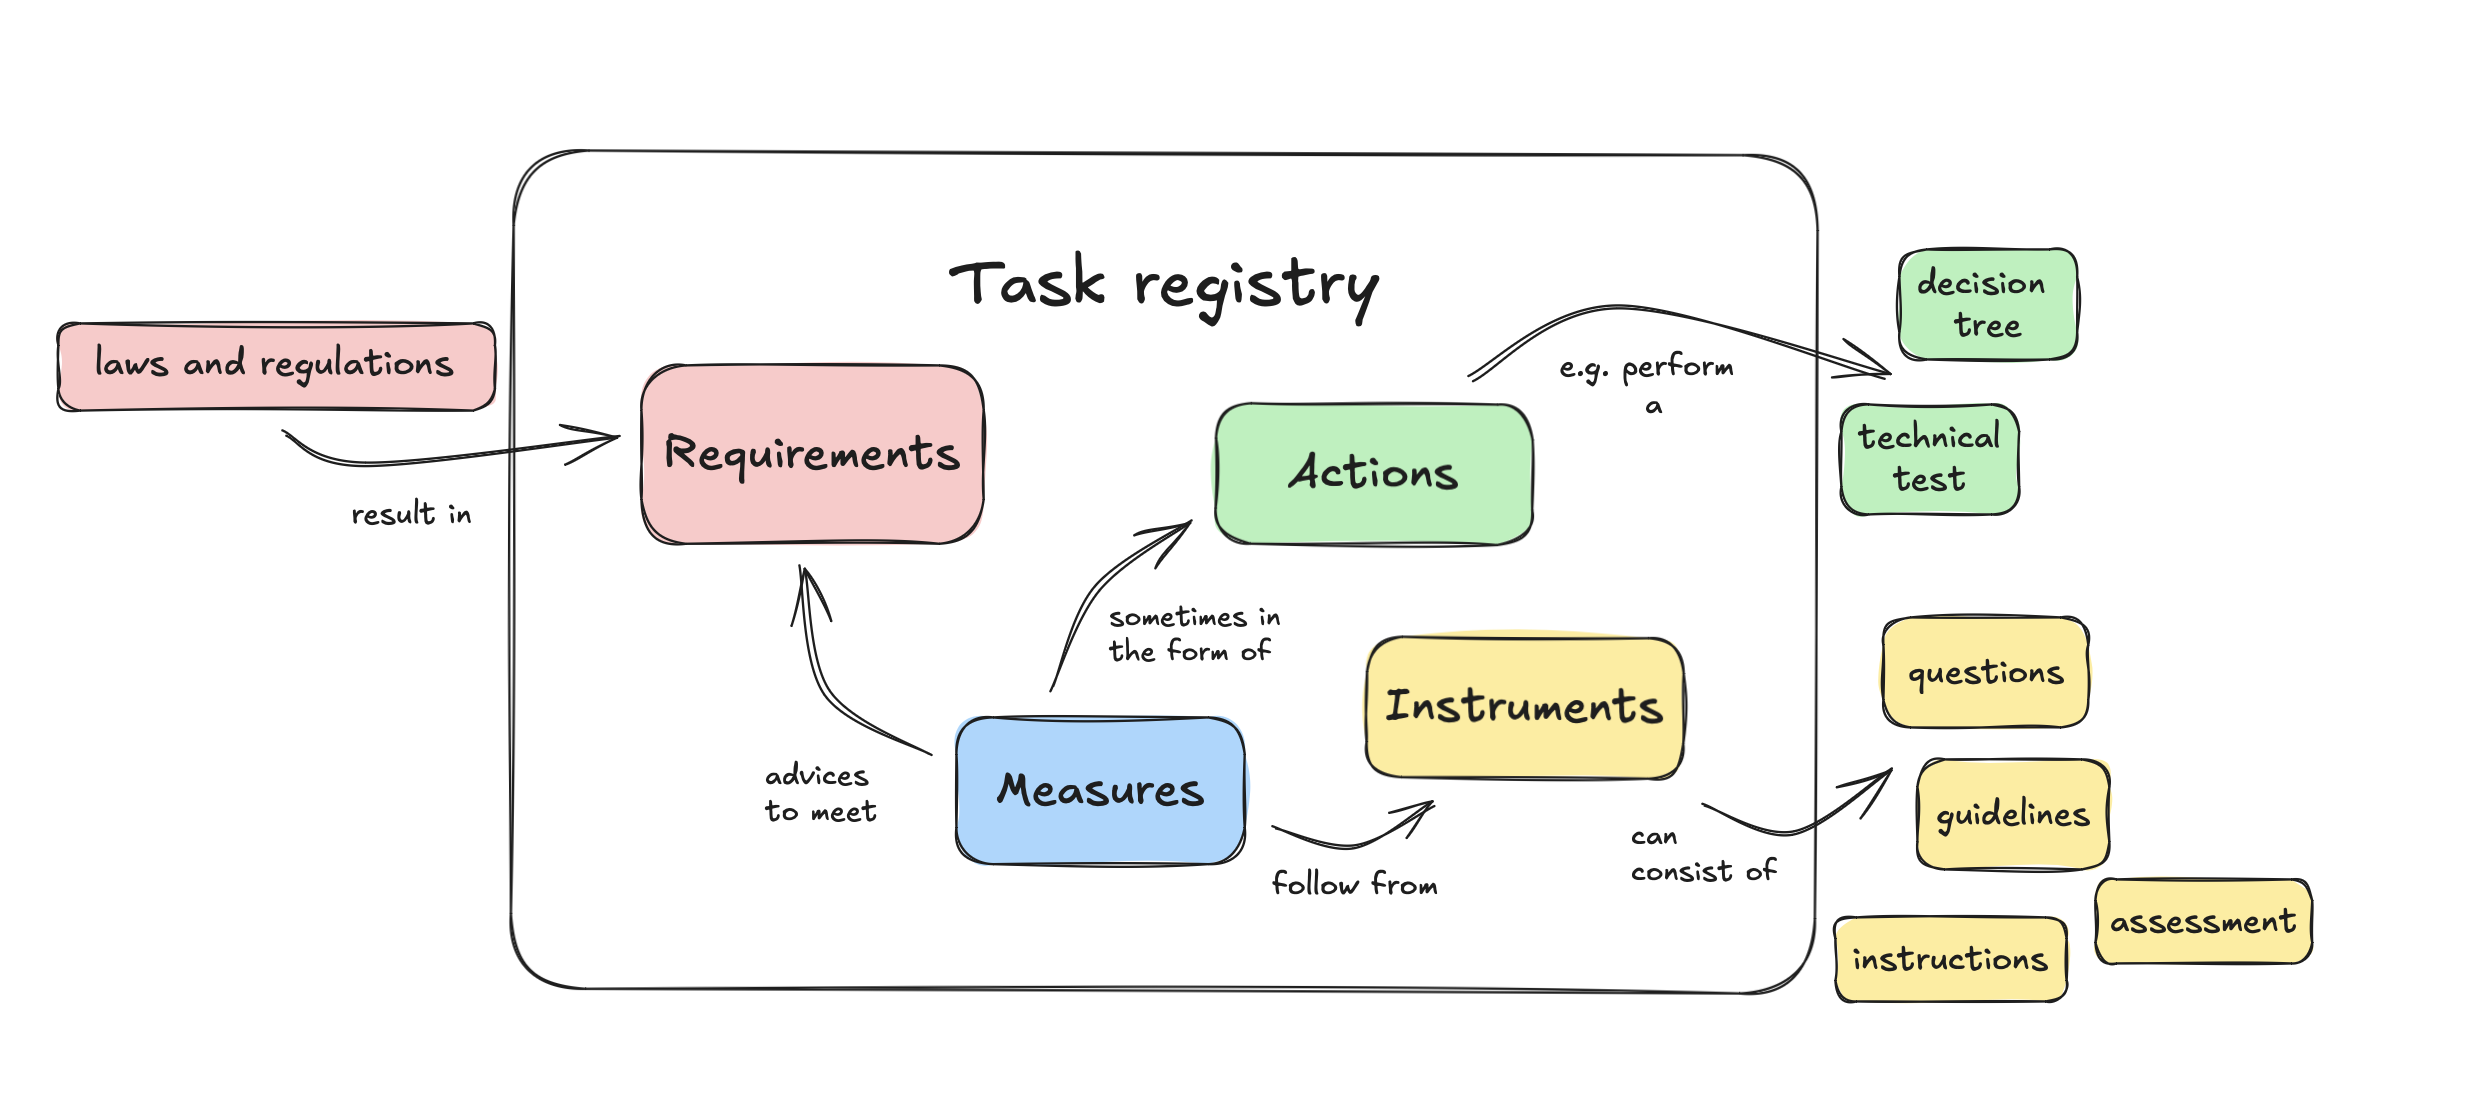 Task registry
laws and regulations
result in
Requirements
Actions
e.g. perform
a
decision
tree
technical
test
sometimes in
the form of
advices
to meet
Measures
follow from
Instruments
can
consist of
questions
guidelines
assessment
instructions